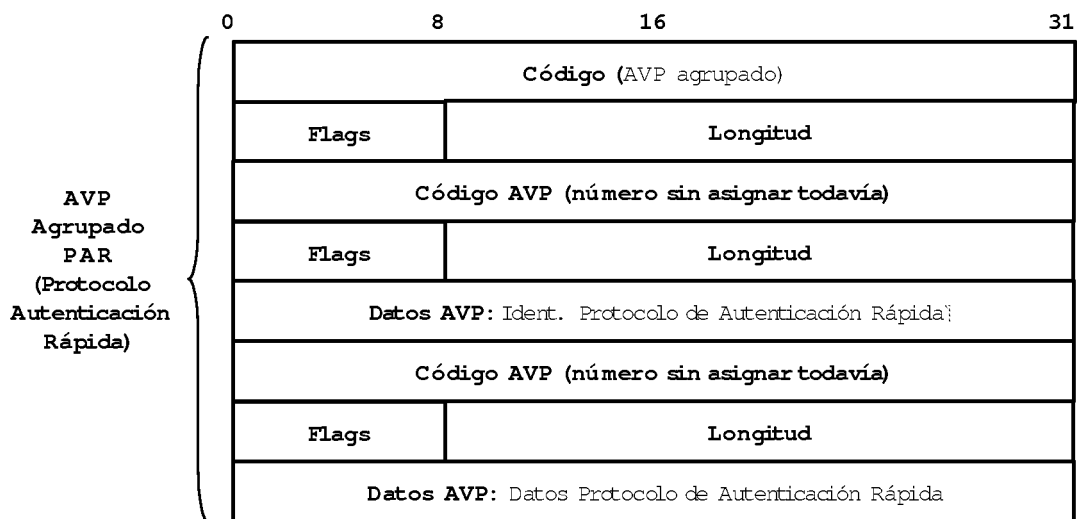 0 8 16 31
Código (AVP agrupado)
Flags Longitud
Código AVP (número sin asignar todavía)
Flags Longitud
Datos AVP: Ident. Protocolo de Autenticación Rápida
Código AVP (número sin asignar todavía)
Flags Longitud
Datos AVP: Datos Protocolo de Autenticación Rápida
AVP
Agrupado
PAR
(Protocolo
Autenticación
Rápida)